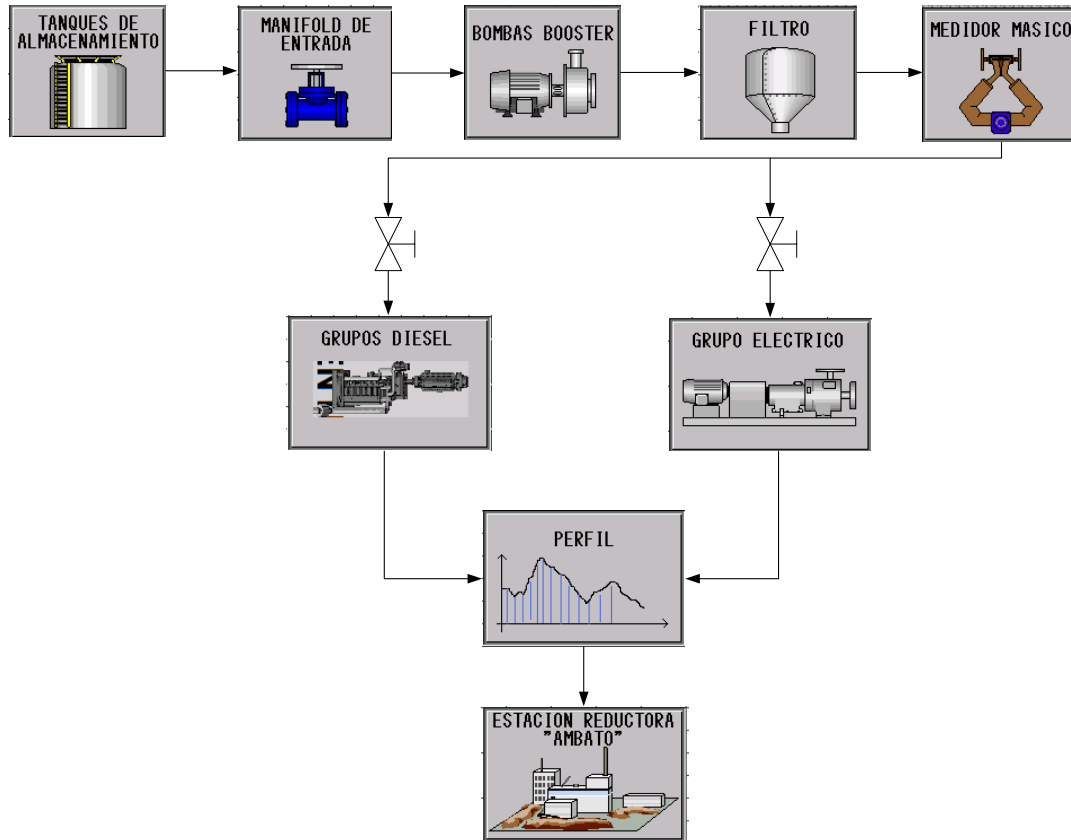 TANQUES DE
ALMACENAMIENTO
MANIFOLD DE
ENTRADA
BOMBAS BOOSTER
FILTRO
MEDIDOR MASICO
GRUPOS DIESEL
GRUPO ELECTRICO
PERFIL
ESTACION REDUCTORA
"AMBATO"